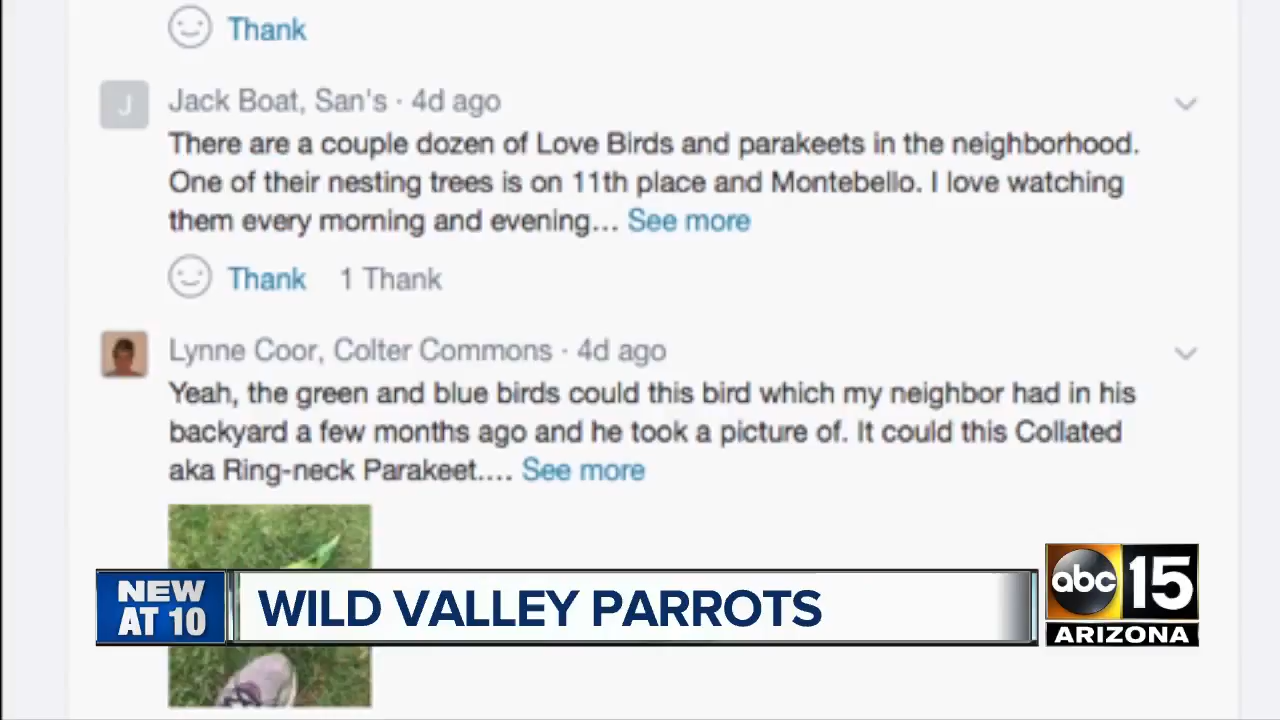 Thank
J
Jack Boat, San's · 4d ago
There are a couple dozen of Love Birds and parakeets in the neighborhood.
One of their nesting trees is on 11th place and Montebello. I love watching
them every morning and evening... See more
Thank 1 Thank
Lynne Coor, Colter Commons · 4d ago
Yeah, the green and blue birds could this bird which my neighbor had in his
backyard a few months ago and he took a picture of. It could this Collated
aka Ring-neck Parakeet.... See more
NEW
AT 10
WILD VALLEY PARROTS
abc 15
ARIZONA